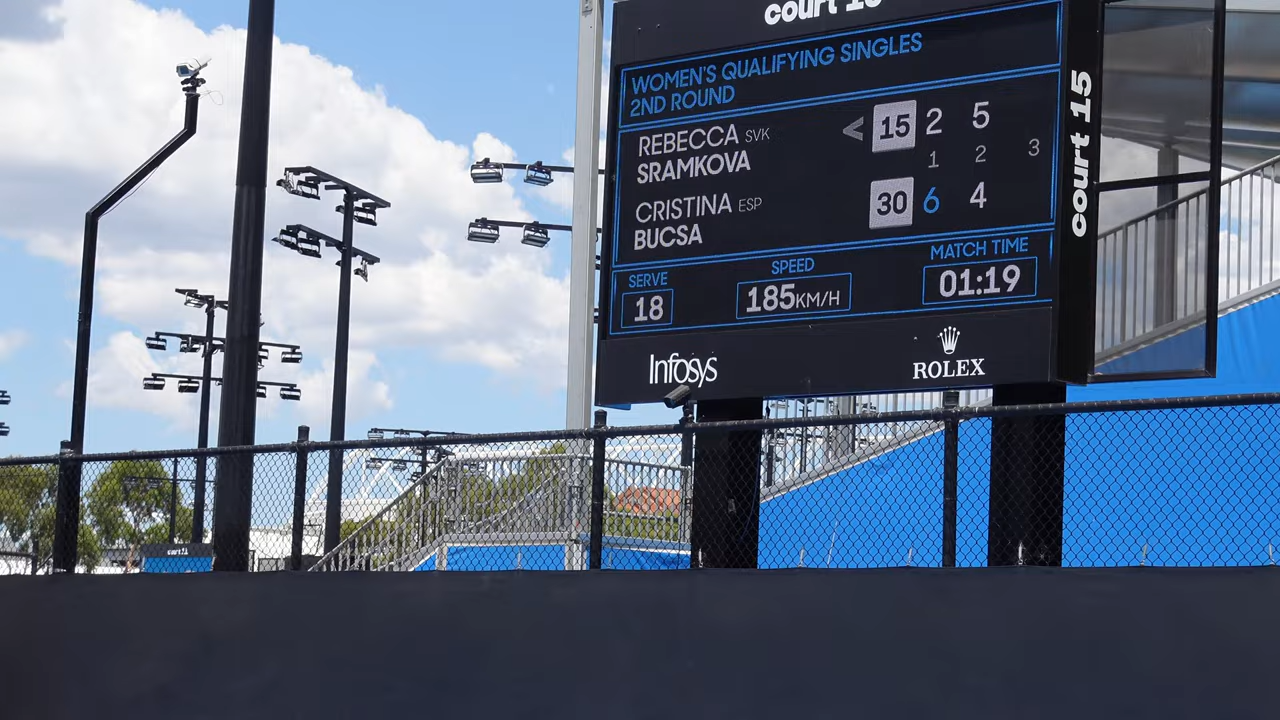 court 15
WOMEN'S QUALIFYING SINGLES
2ND ROUND
REBECCA SVK
SRAMKOVA
< 15 2 5
1 2 3
CRISTINA ESP
BUCSA
30 6 4
SERVE
18
SPEED
185KM/H
MATCH TIME
01:19
Infosys
ROLEX
court 15